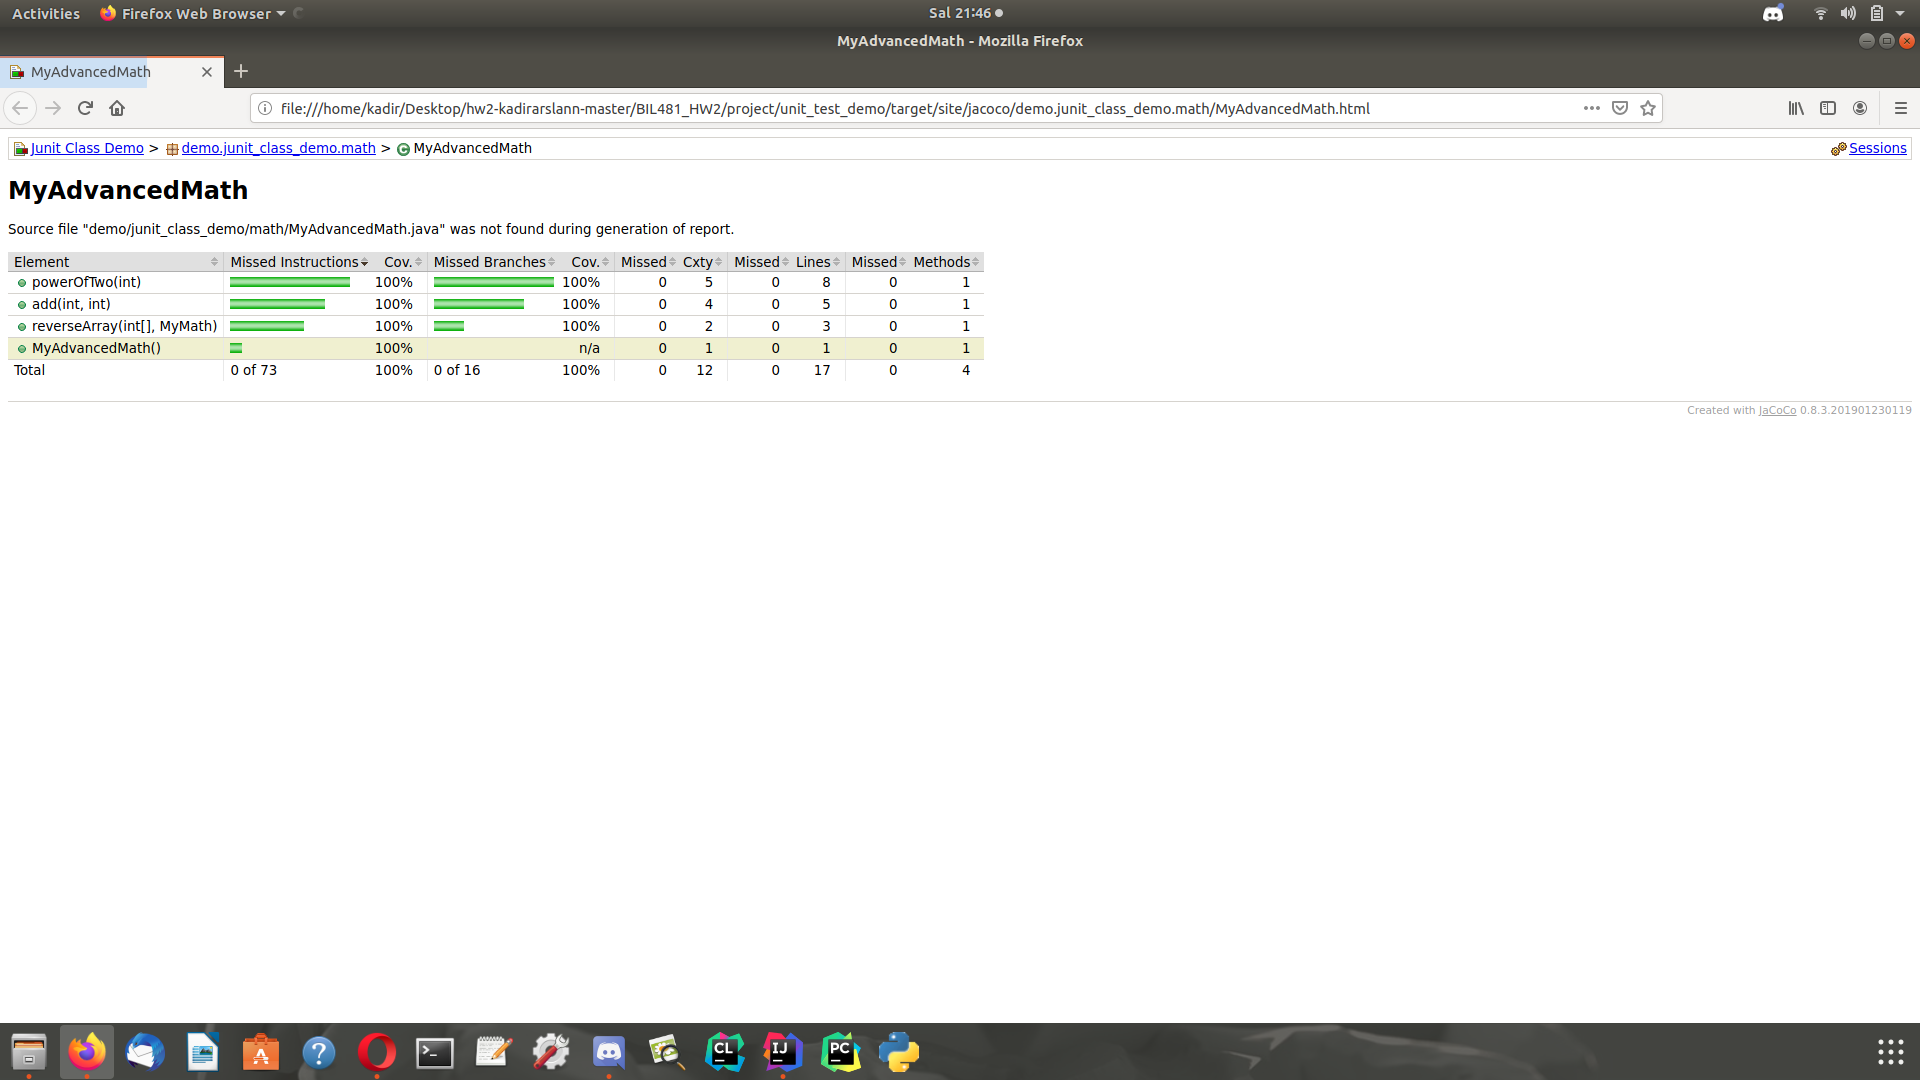 Activities Firefox Web Browser Sal 21:46
MyAdvancedMath - Mozilla Firefox
MyAdvancedMath
file:///home/kadir/Desktop/hw2-kadirarslann-master/BIL481_HW2/project/unit_test_demo/target/site/jacoco/demo.junit_class_demo.math/MyAdvancedMath.html
Junit Class Demo > demo.junit_class_demo.math > C MyAdvancedMath Sessions
MyAdvancedMath
Source file "demo/junit_class_demo/math/MyAdvancedMath.java" was not found during generation of report.
Element Missed Instructions Cov. Missed Branches Cov. Missed Cxty Missed Lines Missed Methods
powerOfTwo(int) 100% 100% 0 5 0 8 0 1
add(int, int) 100% 100% 0 4 0 5 0 1
reverseArray(int[], MyMath) 100% 100% 0 2 0 3 0 1
MyAdvancedMath() 100% n/a 0 1 0 1 0 1
Total 0 of 73 100% 0 of 16 100% 0 12 0 17 0 4
Created with JaCoCo 0.8.3.201901230119
A ? >_ CL IJ PC